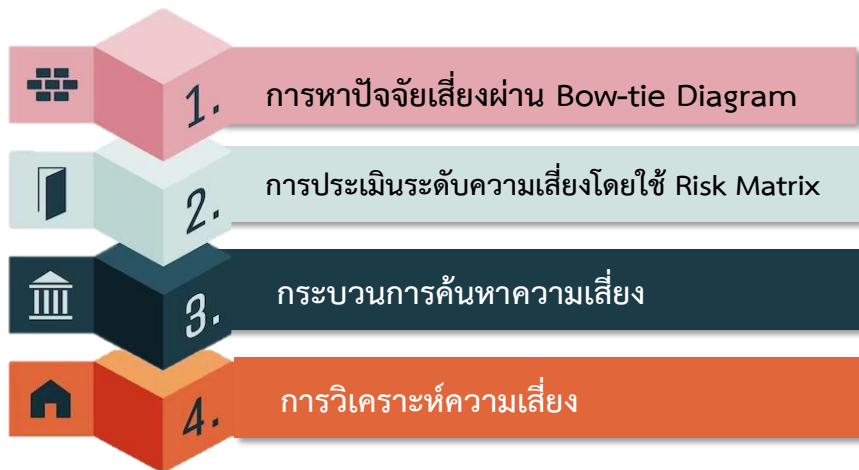 1. การหาปัจจัยเสี่ยงผ่าน Bow-tie Diagram
2. การประเมินระดับความเสี่ยงโดยใช้ Risk Matrix
3. กระบวนการค้นหาความเสี่ยง
4. การวิเคราะห์ความเสี่ยง